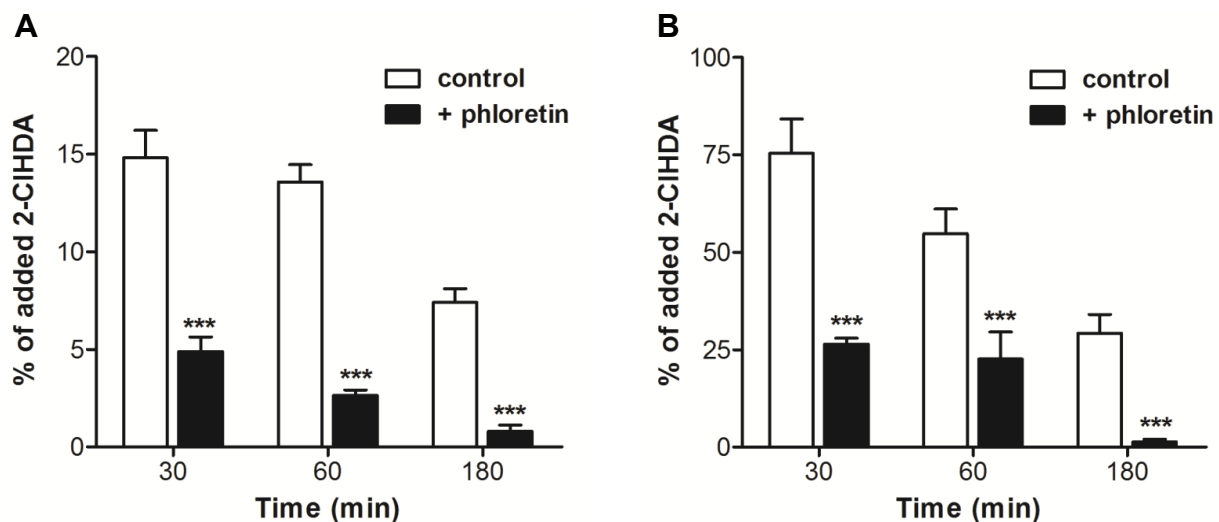 A
% of added 2-ClHDA
20
15
10
5
0
control
+ phloretin
***
***
***
30 60 180
Time (min)
B
% of added 2-ClHDA
100
75
50
25
0
control
+ phloretin
***
***
***
30 60 180
Time (min)